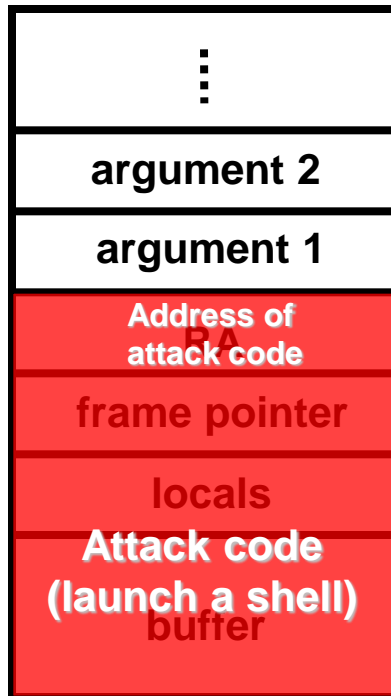 ⋮
argument 2
argument 1
Address of
RA
attack code
frame pointer
locals
Attack code
(launch a shell)
buffer